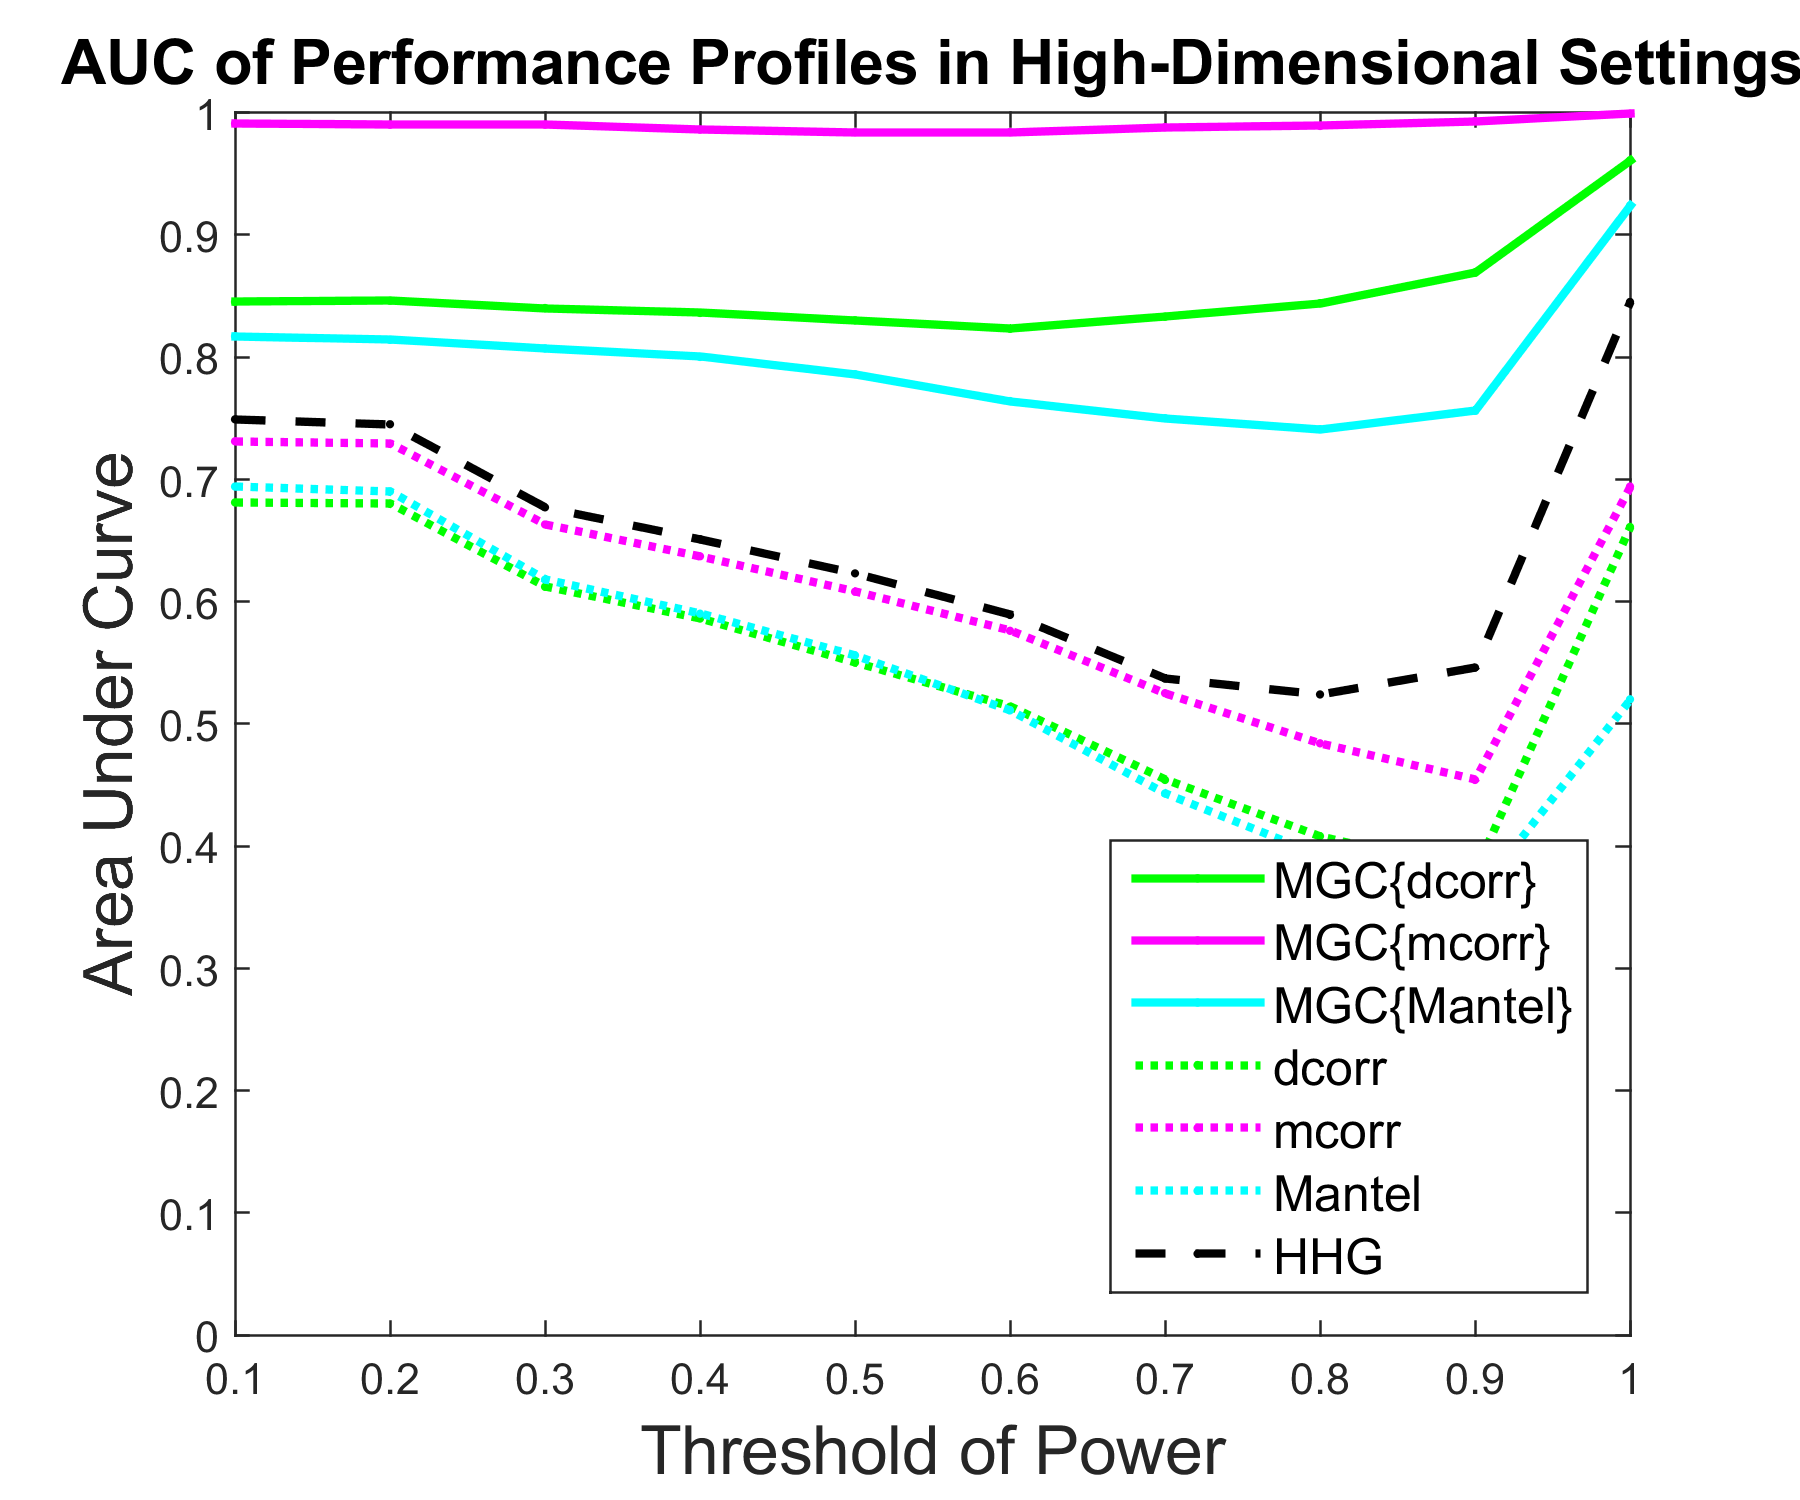 AUC of Performance Profiles in High-Dimensional Settings
1
0.9
0.8
0.7
0.6
0.5
0.4
0.3
0.2
0.1
0
Area Under Curve
MGC{dcorr}
MGC{mcorr}
MGC{Mantel}
dcorr
mcorr
Mantel
HHG
0.1 0.2 0.3 0.4 0.5 0.6 0.7 0.8 0.9 1
Threshold of Power